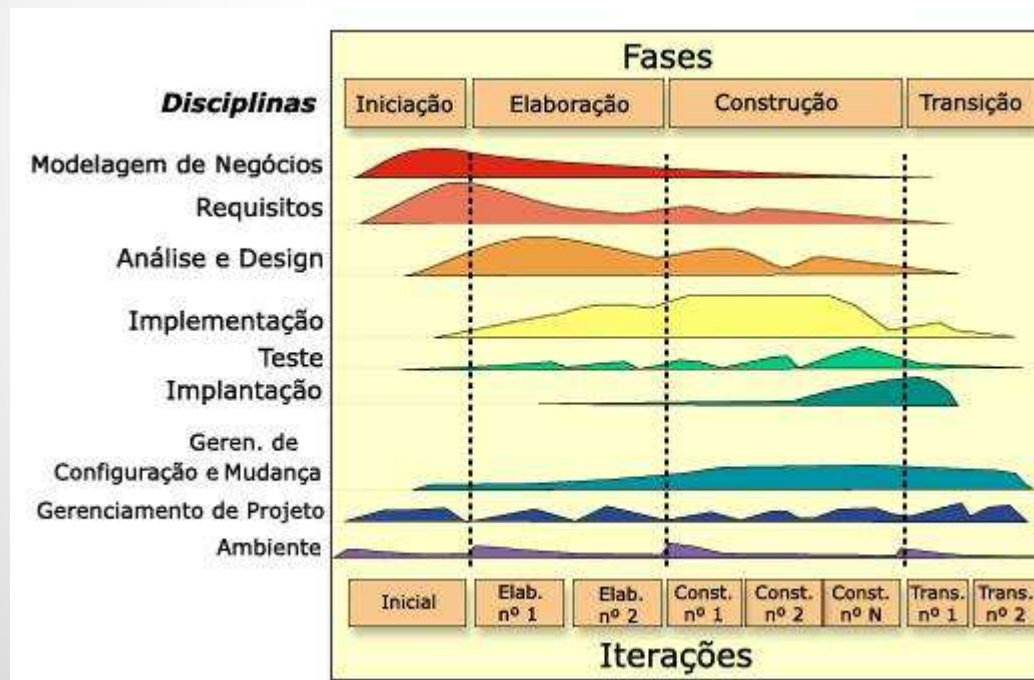 Fases
Disciplinas
Iniciação
Elaboração
Construção
Transição
Modelagem de Negócios
Requisitos
Análise e Design
Implementação
Teste
Implantação
Geren. de
Configuração e Mudança
Gerenciamento de Projeto
Ambiente
Inicial
Elab.
nº 1
Elab.
nº 2
Const.
nº 1
Const.
nº 2
Const.
nº N
Trans.
nº 1
Trans.
nº 2
Iterações